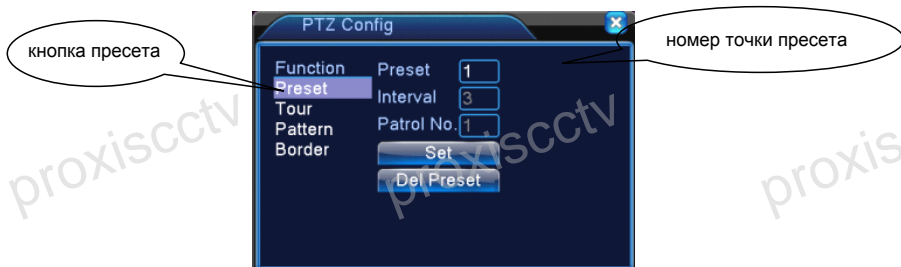 PTZ Config
кнопка пресета
номер точки пресета
Function
Preset
Tour
Pattern
Border
Preset 1
Interval 3
Patrol No. 1
Set
Del Preset
proxiscctv
proxiscctv
proxis